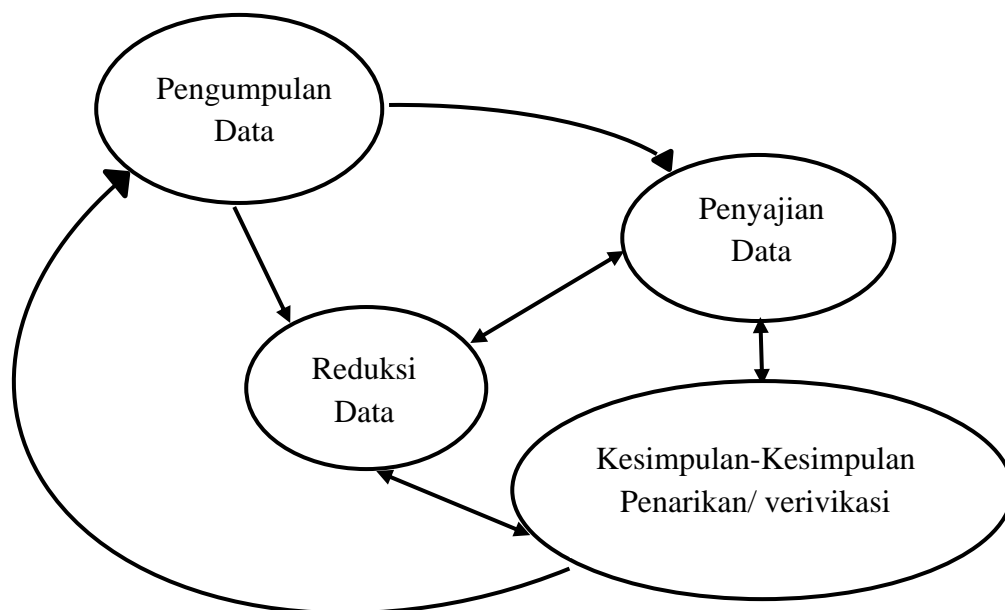 Pengumpulan
Data
Penyajian
Data
Reduksi
Data
Kesimpulan-Kesimpulan
Penarikan/ verivikasi